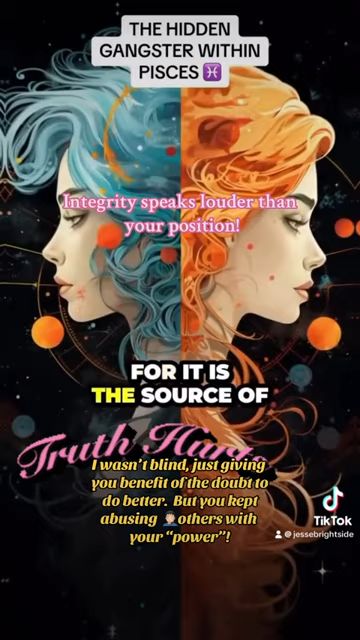 THE HIDDEN
GANGSTER WITHIN
PISCES ♓
Integrity speaks louder than
your position!
FOR IT IS
THE SOURCE OF
Truth Hurts
I wasn't blind, just giving
you benefit of the doubt to
do better. But you kept
abusing 🤦🏻‍♂️others with
your "power"!
TikTok
@jessebrightside